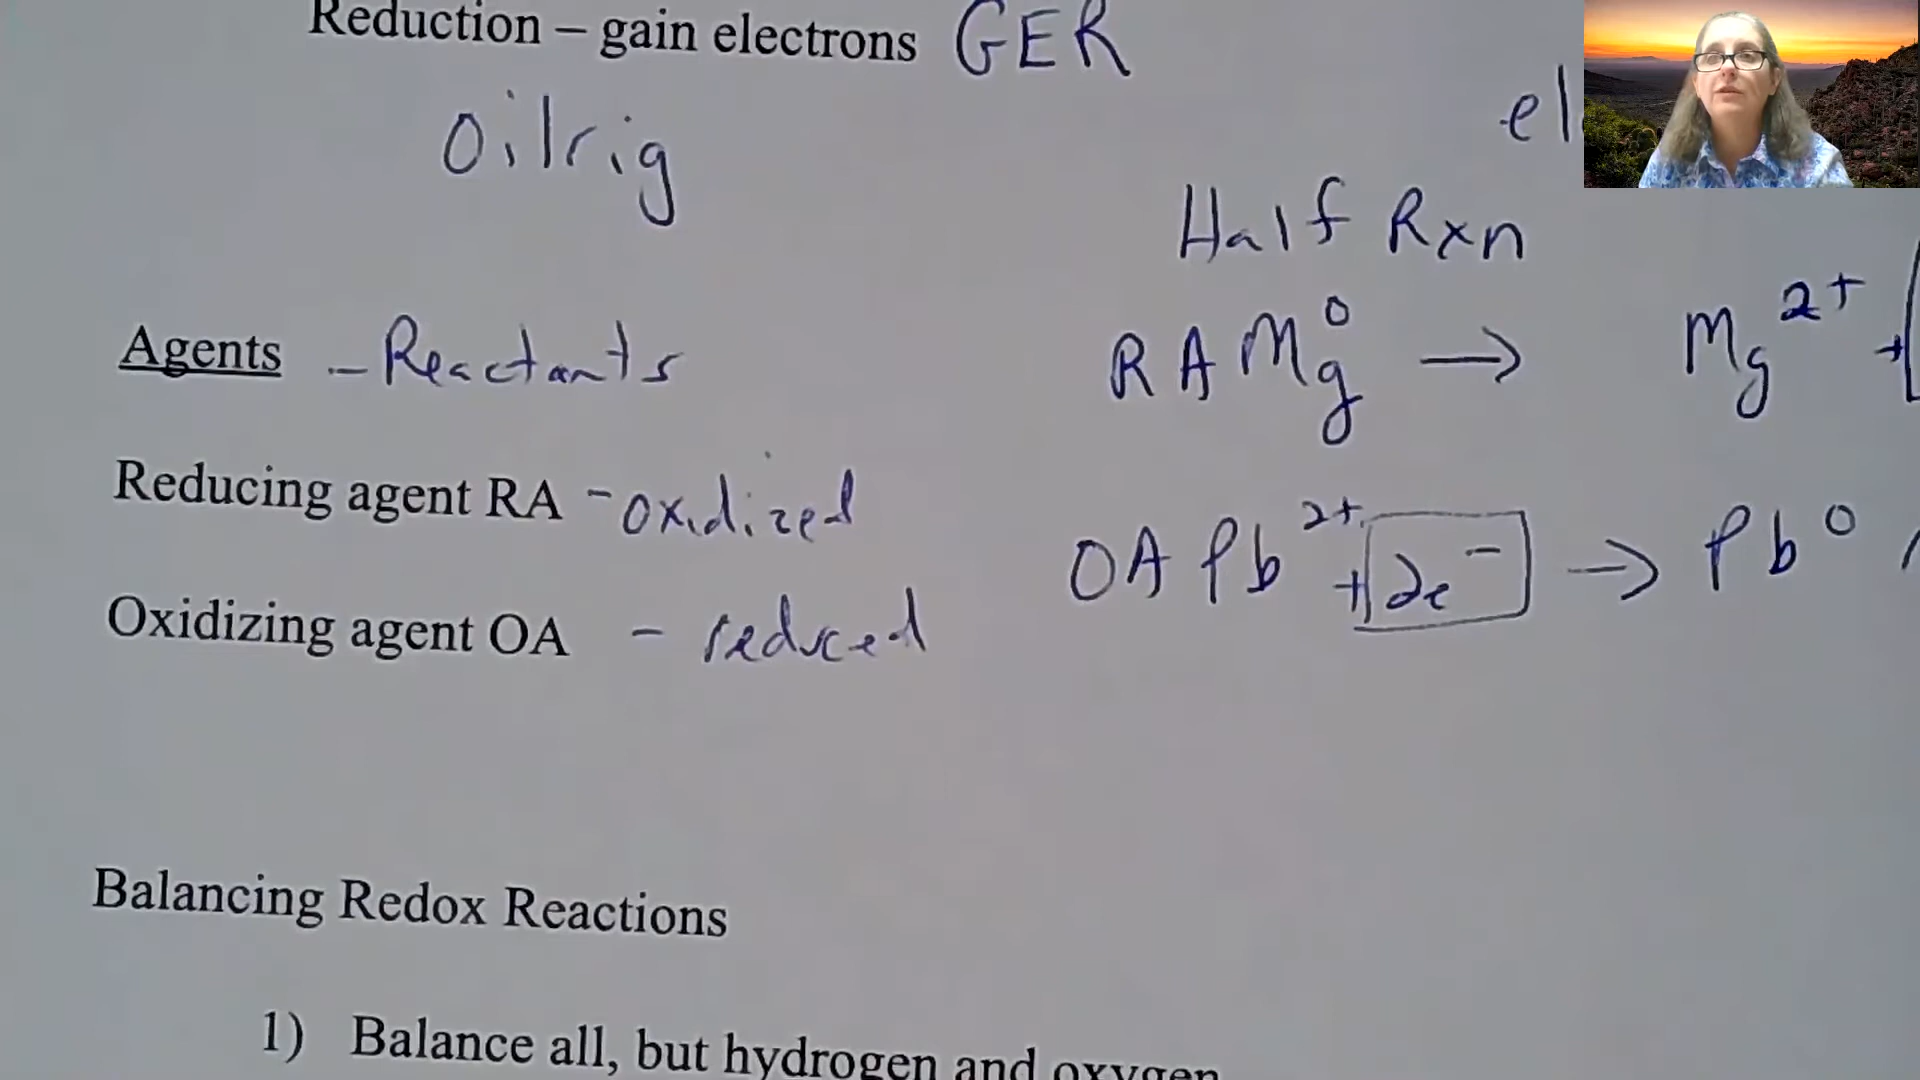 Reduction – gain electrons GER
oilrig
Half Rxn
Agents - Reactants
RA Mg⁰ → Mg²⁺ +
Reducing agent RA - oxidized
OA Pb²⁺ + 2e⁻ → Pb⁰
Oxidizing agent OA - reduced
Balancing Redox Reactions
1) Balance all, but hydrogen and oxygen